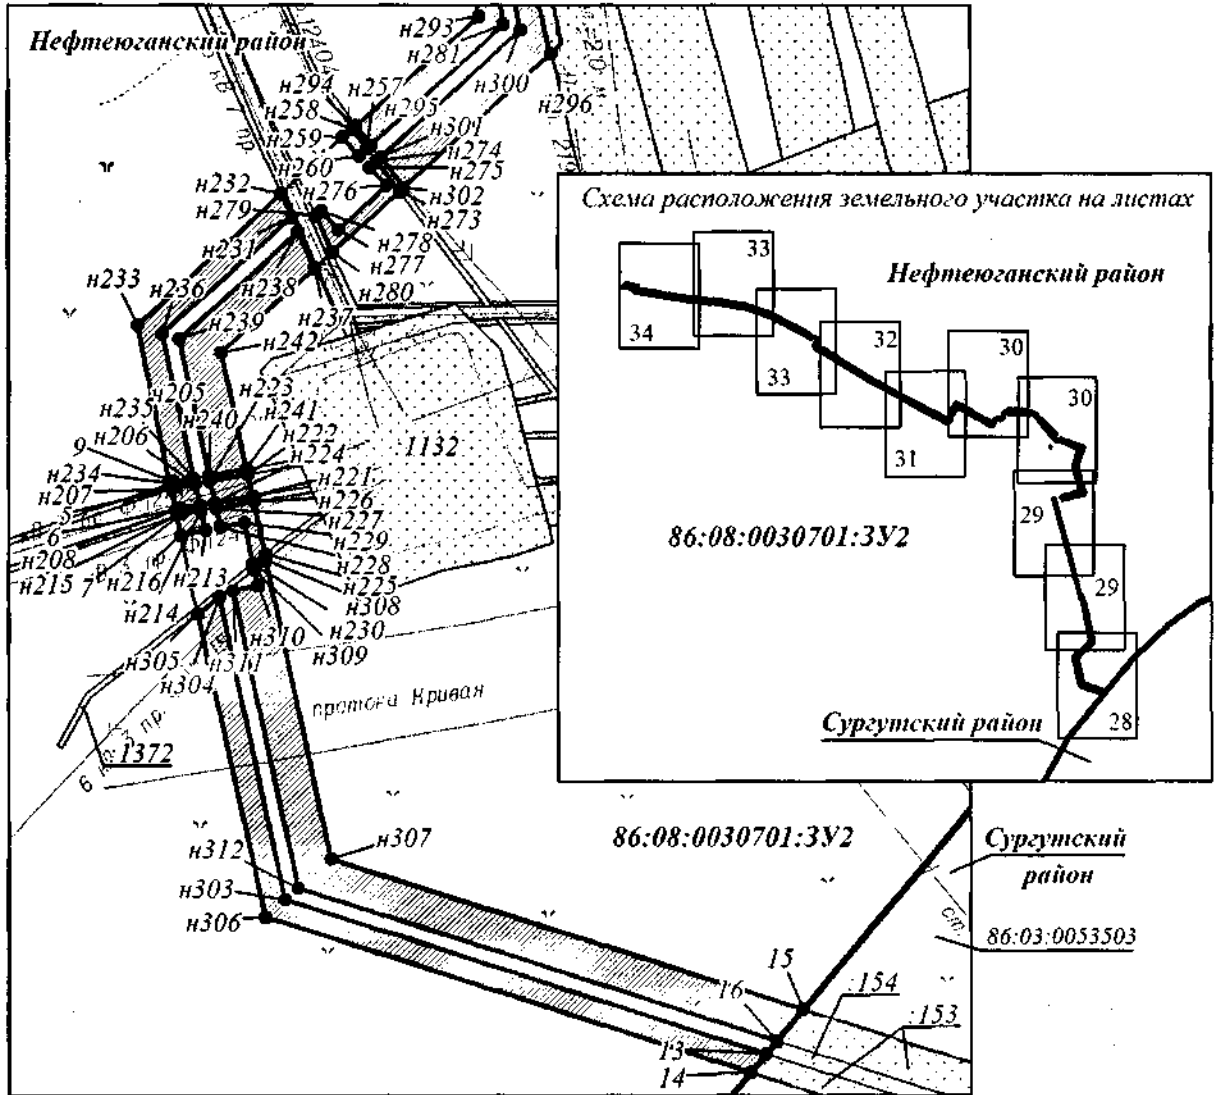 Нефтеюганский район
н293
н281
н300
н296
н294
н257
н258
н295
н259
н301
н274
н260
н275
н276
н232
н302
н279
н273
н231
н278
н277
н233
н236
н238
н280
н239
н237
н242
н205
н223
н235
н240
н241
н206
н222
9
н224
:1132
н234
н221
н207
н226
5
н227
6
н229
н208
н228
н215
7
н216
н213
н225
н214
н308
н230
н310
н305
н311
н309
н304
протока Кривая
:1372
6 кв. 3 пр.
н307
н312
н303
н306
86:08:0030701:ЗУ2
15
16
13
14
:154
:153
ст.
Сургутский
район
86:03:0053503
Схема расположения земельного участка на листах
Нефтеюганский район
33
34
33
32
30
30
31
29
29
28
86:08:0030701:ЗУ2
Сургутский район